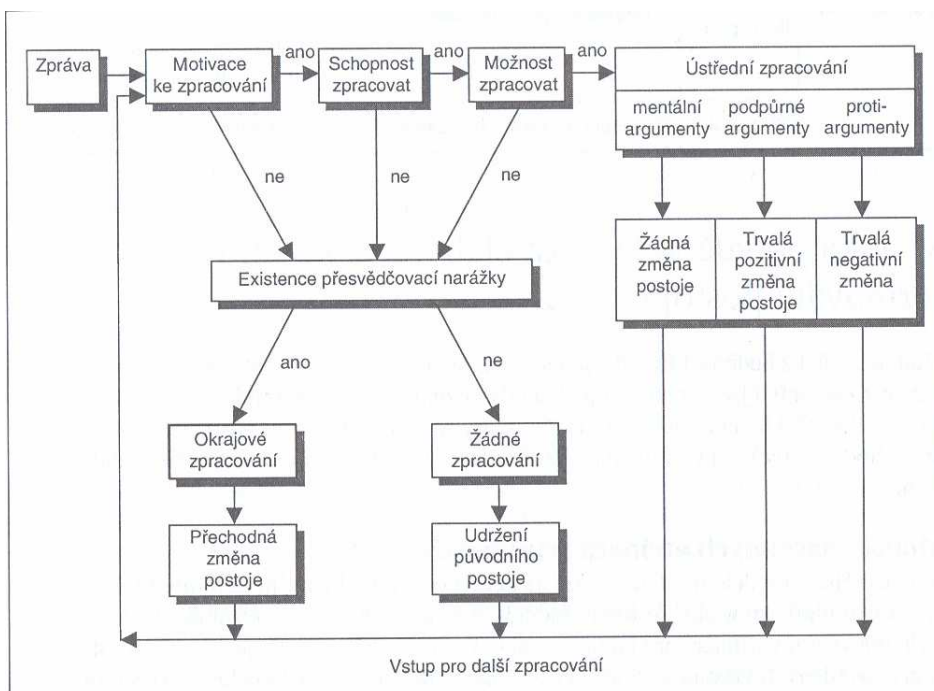 Zpráva
Motivace
ke zpracování
ano
Schopnost
zpracovat
ano
Možnost
zpracovat
ano
Ústřední zpracování
mentální
argumenty
podpůrné
argumenty
proti-
argumenty
ne
ne
ne
Žádná
změna
postoje
Trvalá
pozitivní
změna
postoje
Trvalá
negativní
změna
Existence přesvědčovací narážky
ano
ne
Okrajové
zpracování
Žádné
zpracování
Přechodná
změna
postoje
Udržení
původního
postoje
Vstup pro další zpracování